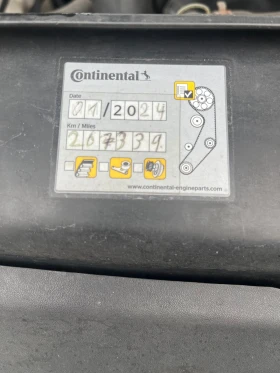 Continental
Date
01/2024
Km / Miles
267339
www.continental-engineparts.com